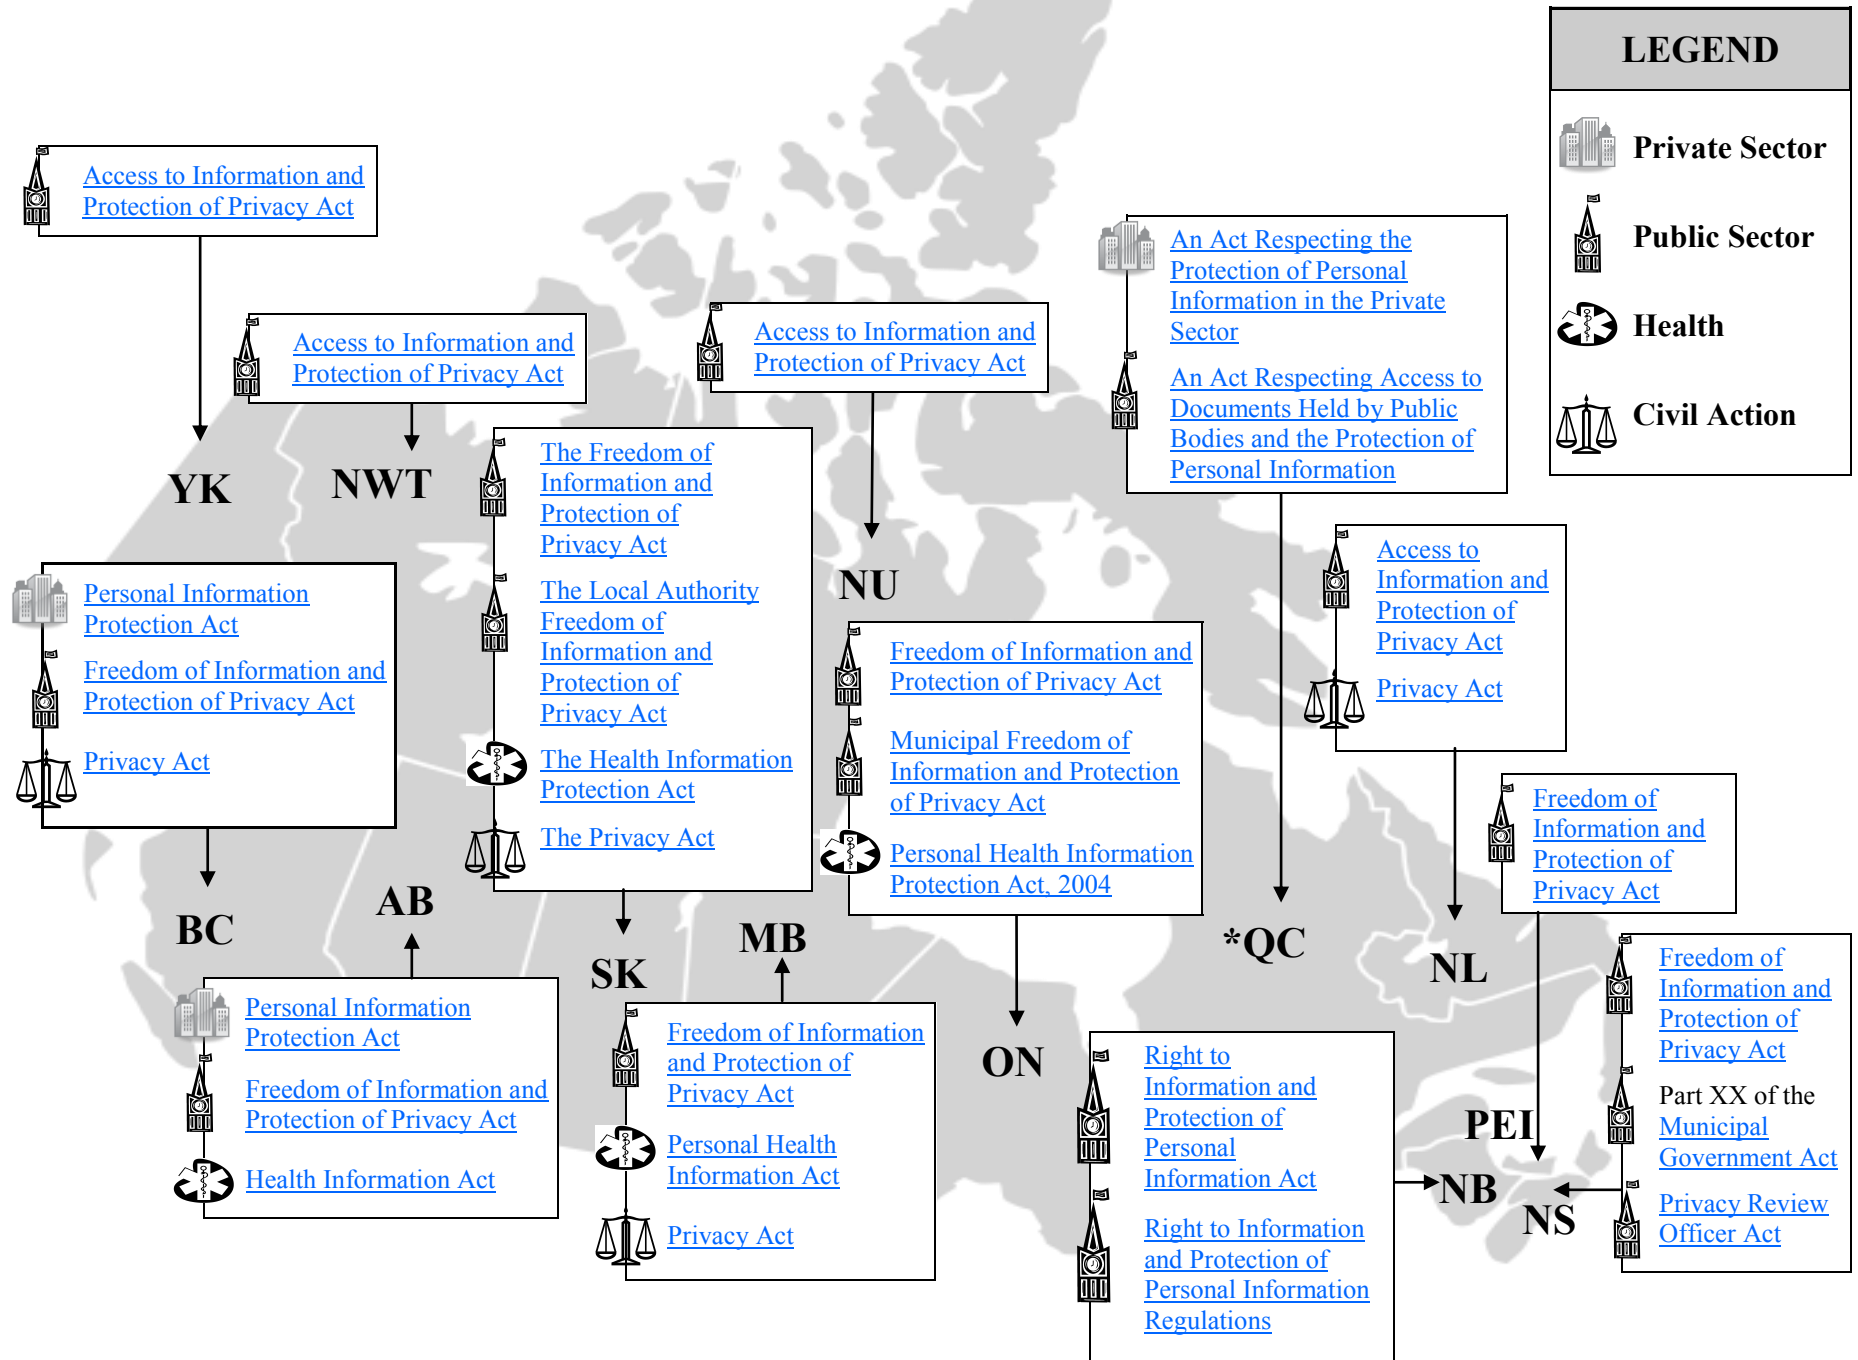 LEGEND
Private Sector
Public Sector
Health
Civil Action
Access to Information and
Protection of Privacy Act
YK
Access to Information and
Protection of Privacy Act
NWT
The Freedom of
Information and
Protection of
Privacy Act
The Local Authority
Freedom of
Information and
Protection of
Privacy Act
The Health Information
Protection Act
The Privacy Act
SK
Access to Information and
Protection of Privacy Act
NU
An Act Respecting the
Protection of Personal
Information in the Private
Sector
An Act Respecting Access to
Documents Held by Public
Bodies and the Protection of
Personal Information
*QC
Access to
Information and
Protection of
Privacy Act
Privacy Act
NL
Personal Information
Protection Act
Freedom of Information and
Protection of Privacy Act
Privacy Act
BC
Freedom of Information and
Protection of Privacy Act
Municipal Freedom of
Information and Protection
of Privacy Act
Personal Health Information
Protection Act, 2004
ON
Freedom of
Information and
Protection of
Privacy Act
PEI
AB
Personal Information
Protection Act
Freedom of Information and
Protection of Privacy Act
Health Information Act
MB
Freedom of Information
and Protection of
Privacy Act
Personal Health
Information Act
Privacy Act
Right to
Information and
Protection of
Personal
Information Act
Right to Information
and Protection of
Personal Information
Regulations
NB
NS
Freedom of
Information and
Protection of
Privacy Act
Part XX of the
Municipal
Government Act
Privacy Review
Officer Act